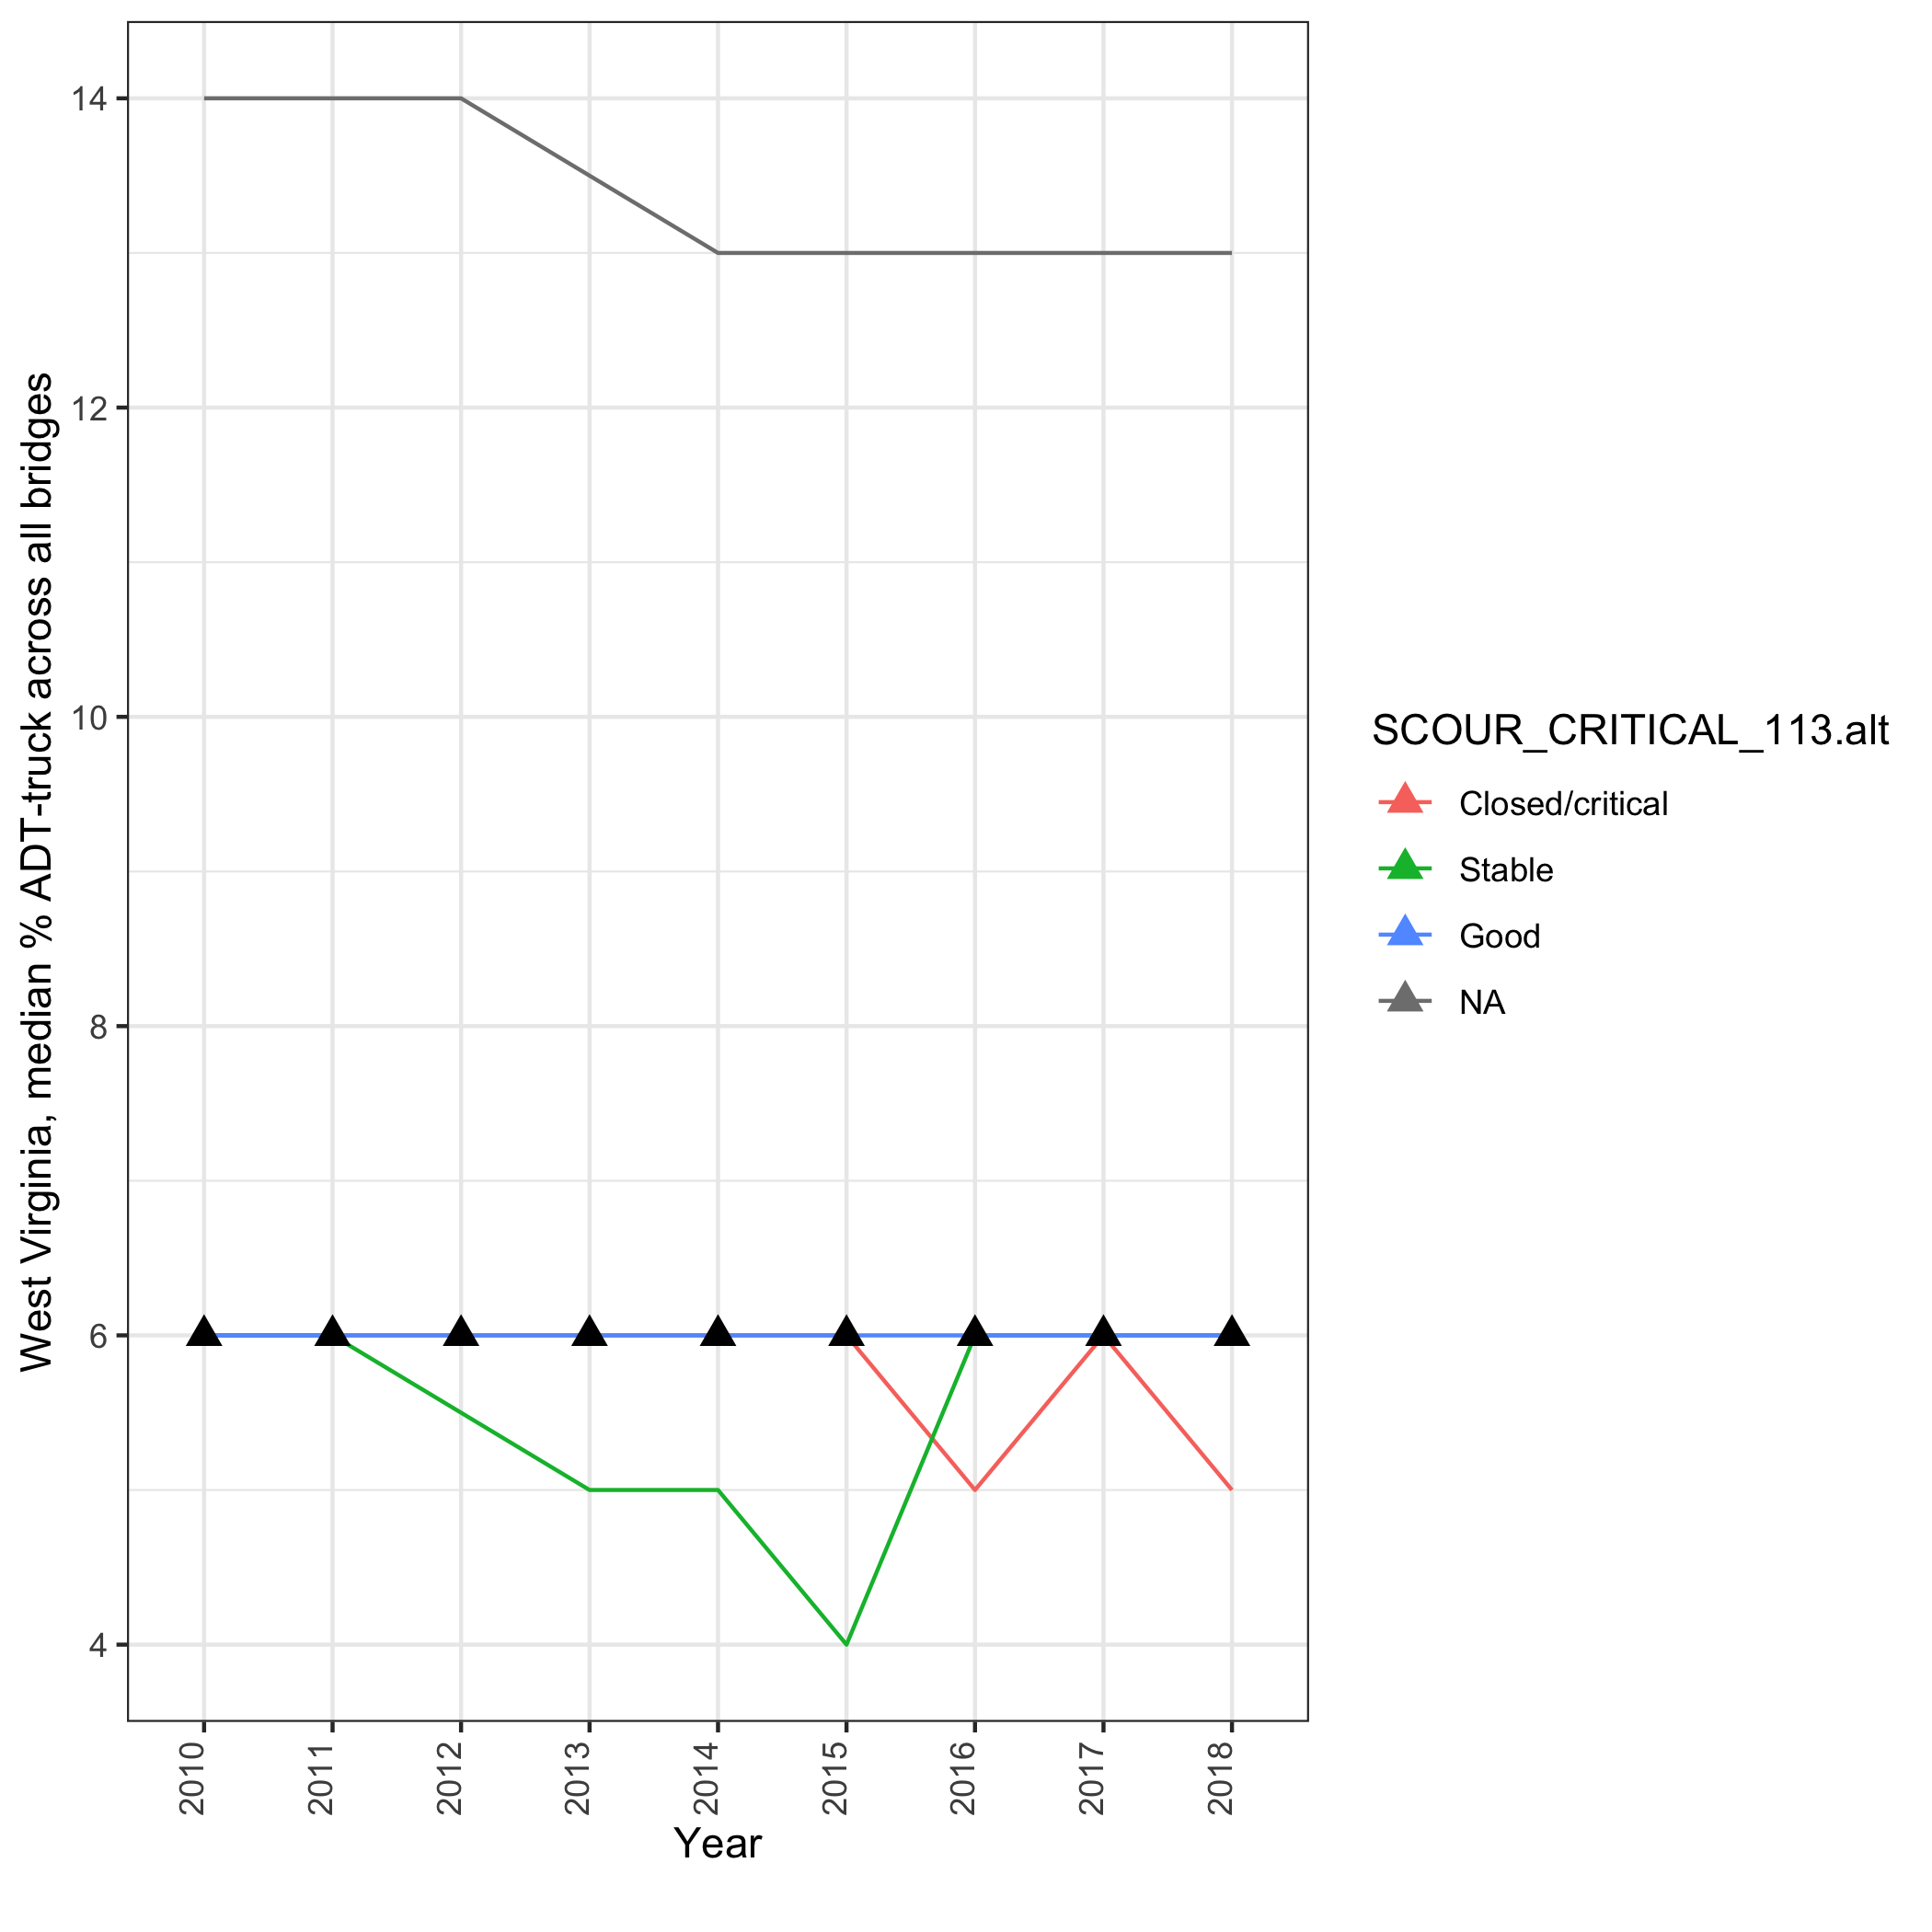 West Virginia, median % ADT-truck across all bridges
14
12
10
8
6
4
2010
2011
2012
2013
2014
2015
2016
2017
2018
Year
SCOUR_CRITICAL_113.alt
Closed/critical
Stable
Good
NA